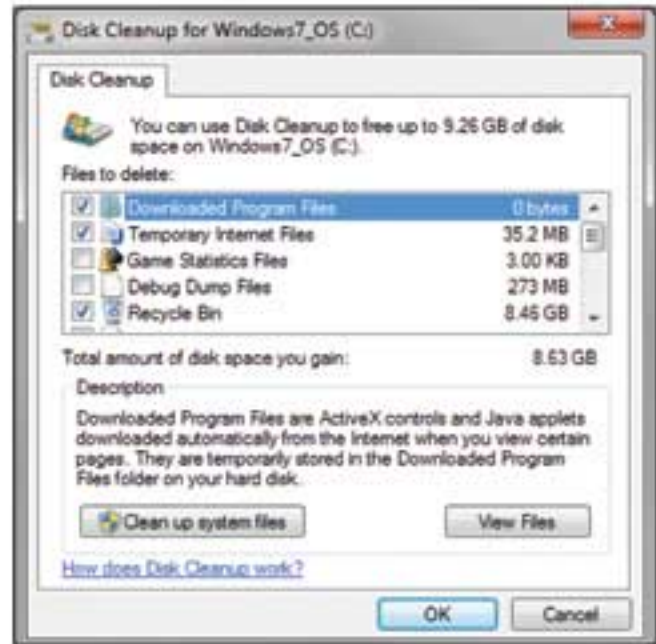 Disk Cleanup for Windows7_OS (C:)
Disk Cleanup
You can use Disk Cleanup to free up to 9.26 GB of disk
space on Windows7_OS (C:).
Files to delete:
Downloaded Program Files 0 bytes
Temporary Internet Files 35.2 MB
Game Statistics Files 3.00 KB
Debug Dump Files 273 MB
Recycle Bin 8.46 GB
Total amount of disk space you gain: 8.63 GB
Description
Downloaded Program Files are ActiveX controls and Java applets
downloaded automatically from the Internet when you view certain
pages. They are temporarily stored in the Downloaded Program
Files folder on your hard disk.
Clean up system files View Files
How does Disk Cleanup work?
OK Cancel